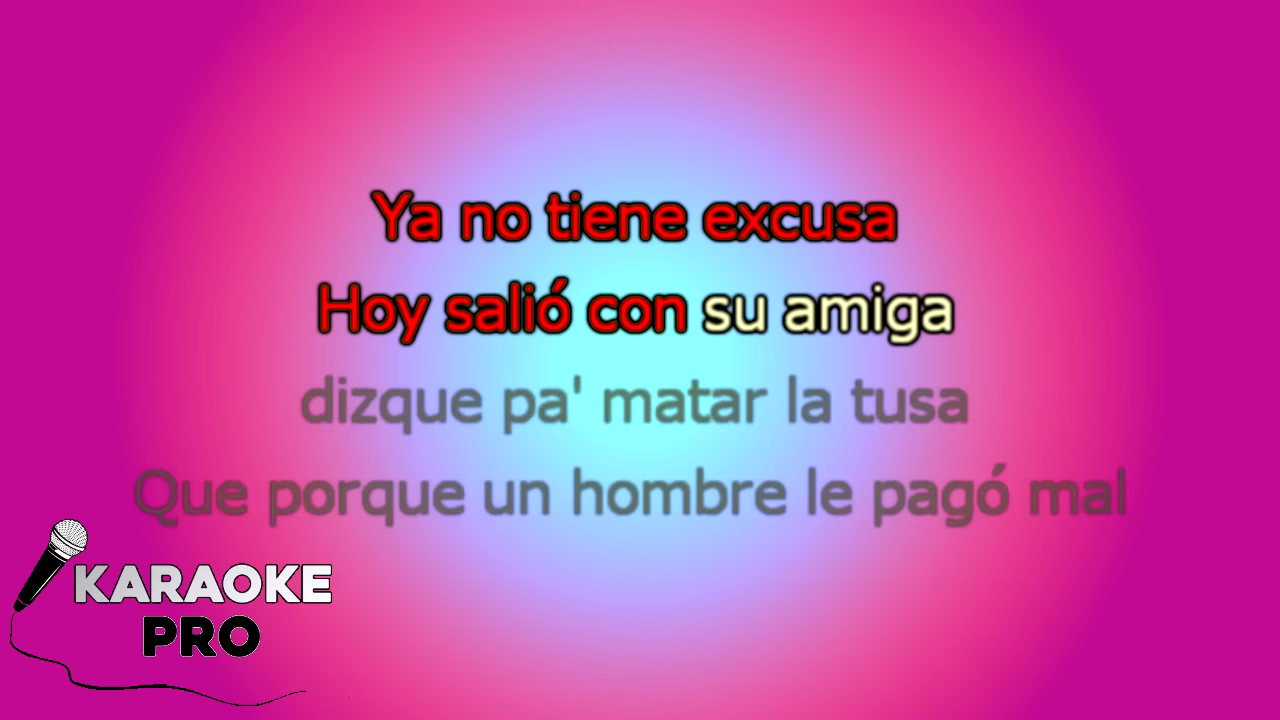 Ya no tiene excusa
Hoy salió con su amiga
dizque pa' matar la tusa
Que porque un hombre le pagó mal
KARAOKE
PRO